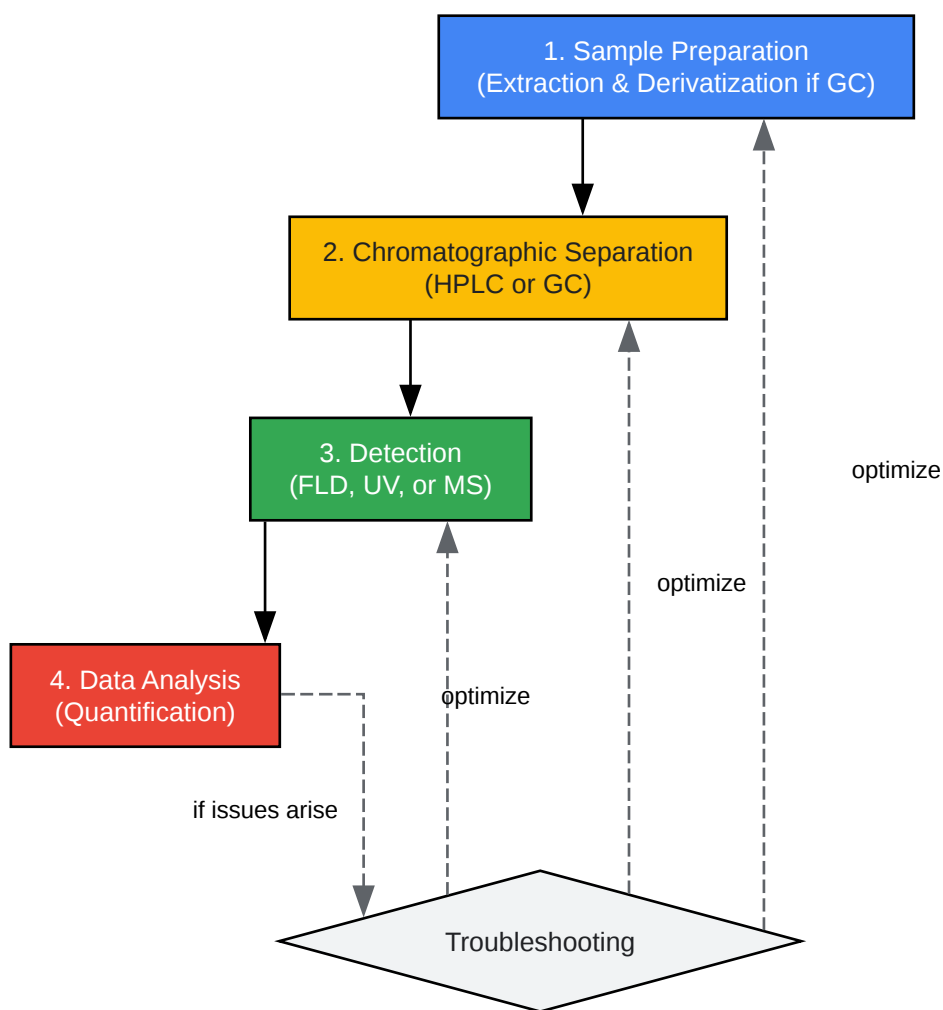 1. Sample Preparation
(Extraction & Derivatization if GC)
2. Chromatographic Separation
(HPLC or GC)
3. Detection
(FLD, UV, or MS)
optimize
optimize
4. Data Analysis
(Quantification)
optimize
if issues arise
Troubleshooting